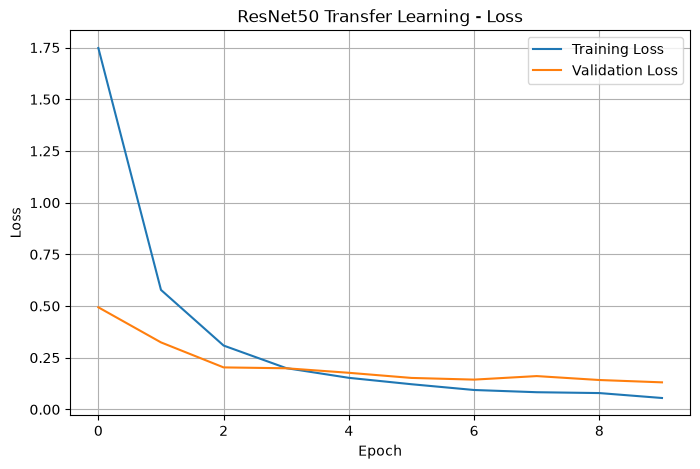 ResNet50 Transfer Learning - Loss
Training Loss
Validation Loss
1.75
1.50
1.25
1.00
0.75
0.50
0.25
0.00
Loss
0 2 4 6 8
Epoch